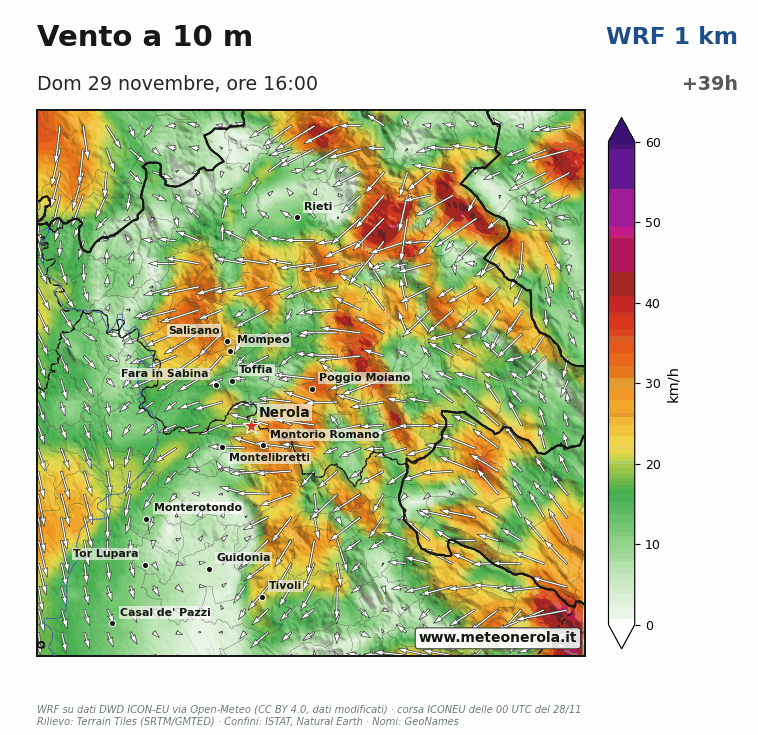 Vento a 10 m
WRF 1 km
Dom 29 novembre, ore 16:00
+39h
Rieti
Salisano
Mompeo
Toffia
Fara in Sabina
Poggio Moiano
Nerola
Montorio Romano
Montelibretti
Monterotondo
Tor Lupara
Guidonia
Tivoli
Casal de' Pazzi
www.meteonerola.it
60
50
40
30
20
10
0
km/h
WRF su dati DWD ICON-EU via Open-Meteo (CC BY 4.0, dati modificati) · corsa ICONEU delle 00 UTC del 28/11
Rilievo: Terrain Tiles (SRTM/GMTED) · Confini: ISTAT, Natural Earth · Nomi: GeoNames